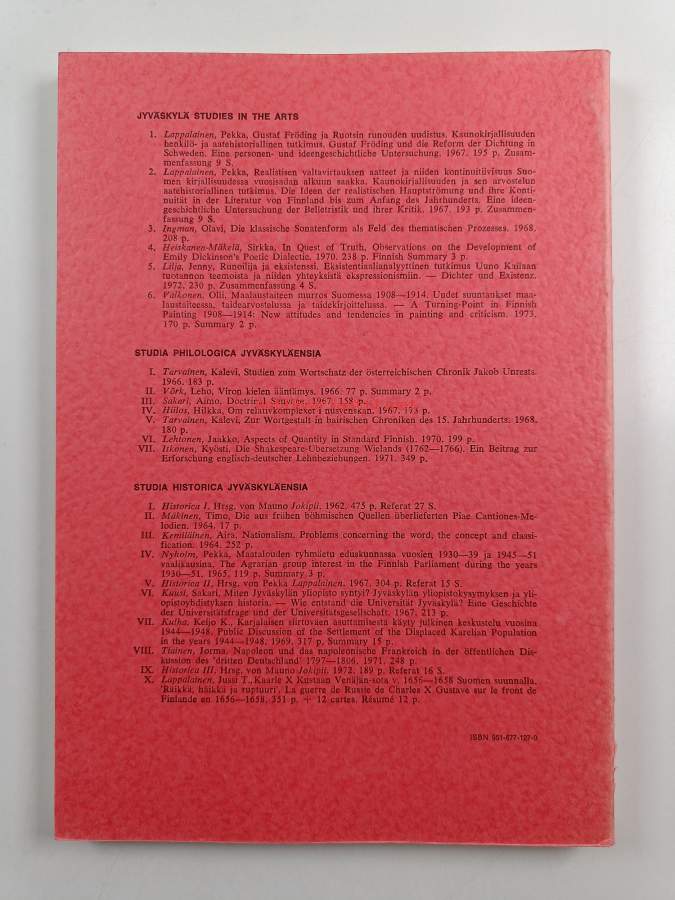 JYVÄSKYLÄ STUDIES IN THE ARTS
1. Lappalainen, Pekka, Gustaf Fröding ja Ruotsin runouden uudistus. Kaunokirjallisuuden
henkilö- ja aatehistoriallinen tutkimus. Gustaf Fröding und die Reform der Dichtung in
Schweden. Eine personen- und ideengeschichtliche Untersuchung. 1967. 195 p. Zusam-
menfassung 9 S.
2. Lappalainen, Pekka, Realistisen valtavirtauksen aatteet ja niiden kontinuitiivisuus Suo-
men kirjallisuudessa vuosisadan alkuun saakka. Kaunokirjallisuuden ja sen arvostelun
aatehistoriallinen tutkimus. Die Ideen der realistischen Hauptströmung und ihre Konti-
nuität in der Literatur von Finnland bis zum Anfang des Jahrhunderts. Eine ideen-
geschichtliche Untersuchung der Belletristik und ihrer Kritik. 1967. 193 p. Zusammen-
fassung 9 S.
3. Ingman, Olavi, Die klassische Sonatenform als Feld des thematischen Prozesses. 1968.
208 p.
4. Heiskanen-Mäkelä, Sirkka, In Quest of Truth, Observations on the Development of
Emily Dickinson's Poetic Dialectic. 1970. 238 p. Finnish Summary 3 p.
5. Lilja, Jenny, Runoilija ja eksistenssi. Eksistentiaalianalyyttinen tutkimus Uuno Kailaan
tuotannon teemoista ja niiden yhteyksistä ekspressionismiin. — Dichter und Existenz.
1972. 230 p. Zusammenfassung 4 S.
6. Valkonen, Olli, Maalaustaiteen murros Suomessa 1908—1914. Uudet suuntaukset maa-
laustaiteessa, taidearvostelussa ja taidekirjoittelussa. — A Turning-Point in Finnish
Painting 1908—1914: New attitudes and tendencies in painting and criticism. 1973.
170 p. Summary 2 p.
STUDIA PHILOLOGICA JYVÄSKYLÄENSIA
I. Tarvainen, Kalevi, Studien zum Wortschatz der österreichischen Chronik Jakob Unrests.
1966. 183 p.
II. Võrk, Leho, Viron kielen ääntämys. 1966. 77 p. Summary 2 p.
III. Sakari, Aimo, Doctrinal Sauvage. 1967. 158 p.
IV. Hiilos, Hilkka, Om relativkomplexet i nusvenskan. 1967. 173 p.
V. Tarvainen, Kalevi, Zur Wortgestalt in bairischen Chroniken des 15. Jahrhunderts. 1968.
180 p.
VI. Lehtonen, Jaakko, Aspects of Quantity in Standard Finnish. 1970. 199 p.
VII. Itkonen, Kyösti, Die Shakespeare-Übersetzung Wielands (1762—1766). Ein Beitrag zur
Erforschung englisch-deutscher Lehnbeziehungen. 1971. 349 p.
STUDIA HISTORICA JYVÄSKYLÄENSIA
I. Historica I. Hrsg. von Mauno Jokipii. 1962. 475 p. Referat 27 S.
II. Mäkinen, Timo, Die aus frühen böhmischen Quellen überlieferten Piae Cantiones-Me-
lodien. 1964. 17 p.
III. Kemiläinen, Aira, Nationalism, Problems concerning the word, the concept and classi-
fication. 1964. 252 p.
IV. Nyholm, Pekka, Maatalouden ryhmäetu eduskunnassa vuosien 1930—39 ja 1945—51
vaalikausina. The Agrarian group interest in the Finnish Parliament during the years
1930—51. 1965. 119 p. Summary 3 p.
V. Historica II. Hrsg. von Pekka Lappalainen. 1967. 304 p. Referat 15 S.
VI. Kuusi, Sakari, Miten Jyväskylän yliopisto syntyi? Jyväskylän yliopistokysymyksen ja yli-
opistoyhdistyksen historia. — Wie entstand die Universität Jyväskylä? Eine Geschichte
der Universitätsfrage und der Universitätsgesellschaft. 1967. 213 p.
VII. Kulha, Keijo K., Karjalaisen siirtoväen asuttamisesta käyty julkinen keskustelu vuosina
1944—1948. Public Discussion of the Settlement of the Displaced Karelian Population
in the years 1944—1948. 1969. 317 p. Summary 15 p.
VIII. Tiainen, Jorma, Napoleon und das napoleonische Frankreich in der öffentlichen Dis-
kussion des 'dritten Deutschland' 1797—1806. 1971. 248 p.
IX. Historica III. Hrsg. von Mauno Jokipii. 1972. 189 p. Referat 16 S.
X. Lappalainen, Jussi T., Kaarle X Kustaan Venäjän-sota v. 1656—1658 Suomen suunnalla.
'Räikkä, häikkä ja ruptuuri'. La guerre de Russie de Charles X Gustave sur le front de
Finlande en 1656—1658. 351 p. + 12 cartes. Résumé 12 p.
ISBN 951-677-127-9